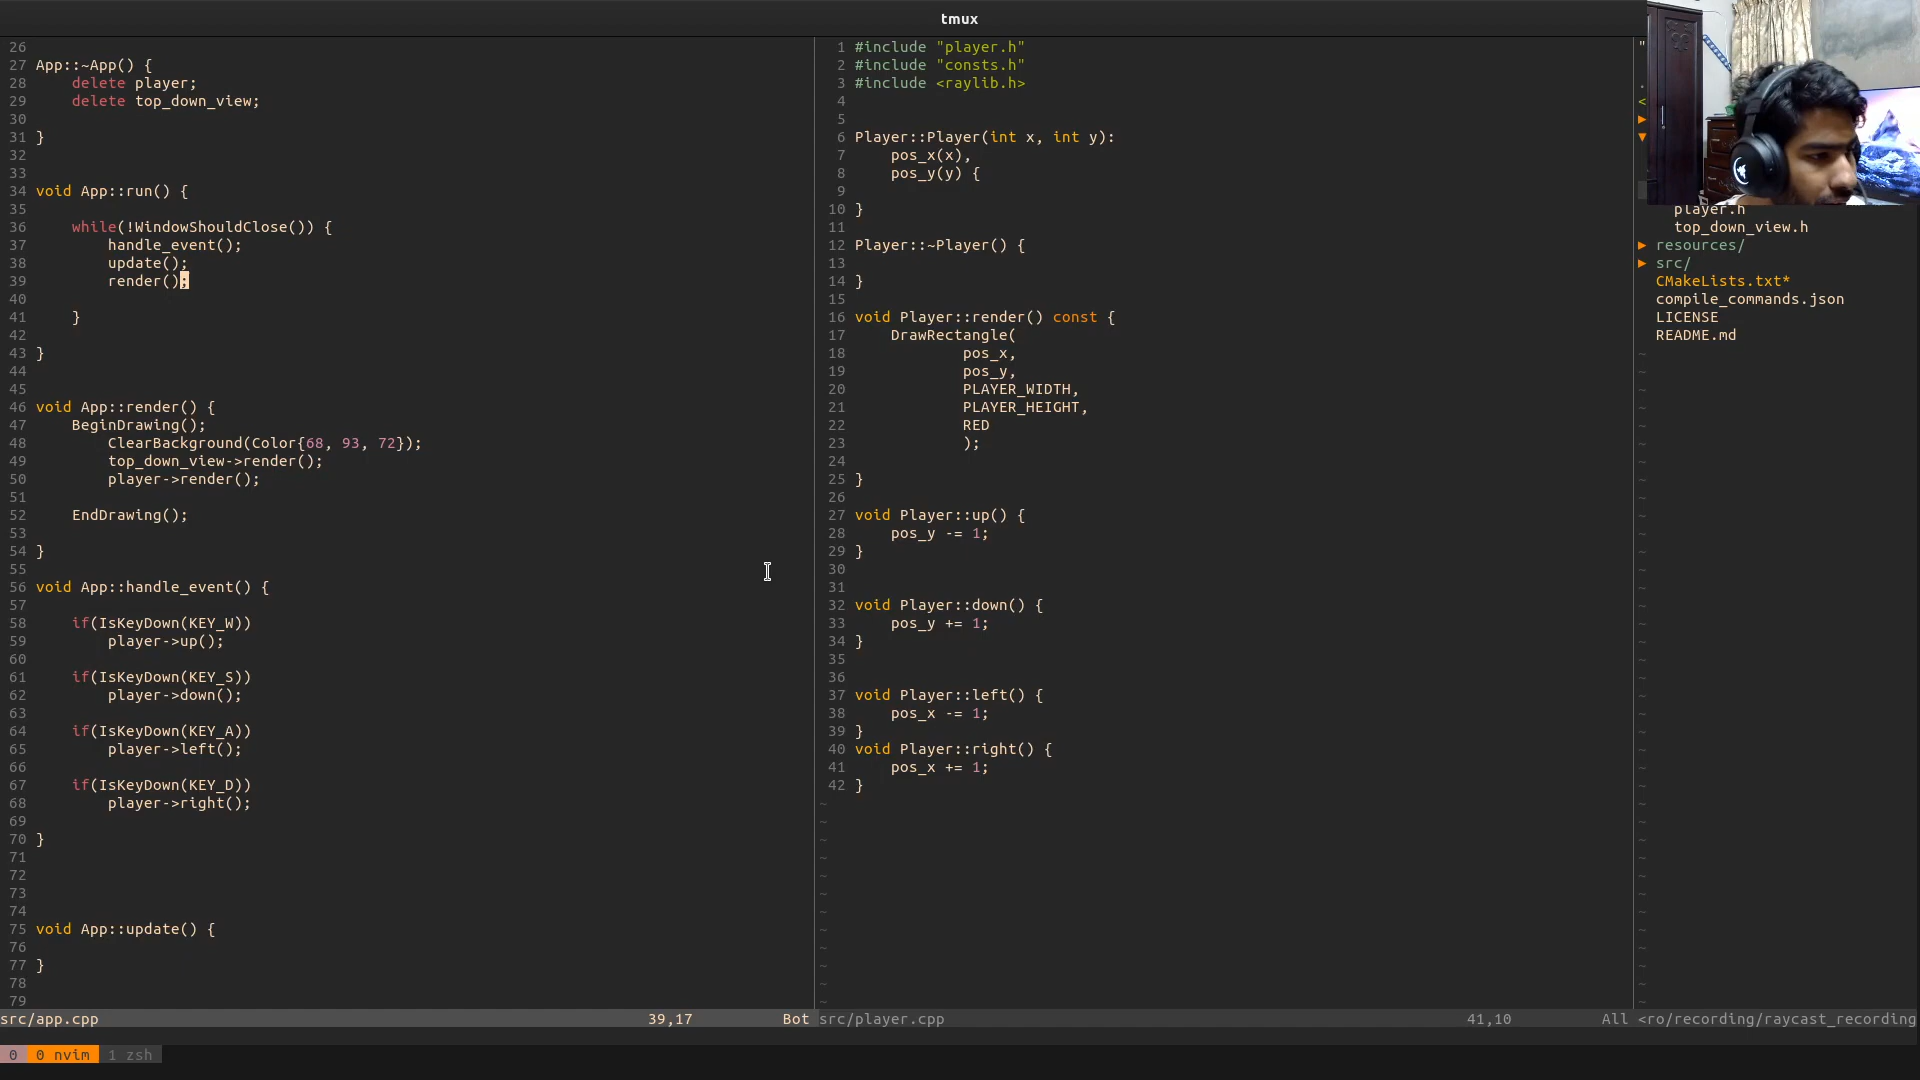 tmux
26
27 App::~App() {
28     delete player;
29     delete top_down_view;
30
31 }
32
33
34 void App::run() {
35
36     while(!WindowShouldClose()) {
37         handle_event();
38         update();
39         render();
40
41     }
42
43 }
44
45
46 void App::render() {
47     BeginDrawing();
48         ClearBackground(Color{68, 93, 72});
49         top_down_view->render();
50         player->render();
51
52     EndDrawing();
53
54 }
55
56 void App::handle_event() {
57
58     if(IsKeyDown(KEY_W))
59         player->up();
60
61     if(IsKeyDown(KEY_S))
62         player->down();
63
64     if(IsKeyDown(KEY_A))
65         player->left();
66
67     if(IsKeyDown(KEY_D))
68         player->right();
69
70 }
71
72
73
74
75 void App::update() {
76
77 }
78
79
src/app.cpp 39,17 Bot
1 #include "player.h"
2 #include "consts.h"
3 #include <raylib.h>
4
5
6 Player::Player(int x, int y):
7     pos_x(x),
8     pos_y(y) {
9
10 }
11
12 Player::~Player() {
13
14 }
15
16 void Player::render() const {
17     DrawRectangle(
18             pos_x,
19             pos_y,
20             PLAYER_WIDTH,
21             PLAYER_HEIGHT,
22             RED
23             );
24
25 }
26
27 void Player::up() {
28     pos_y -= 1;
29 }
30
31
32 void Player::down() {
33     pos_y += 1;
34 }
35
36
37 void Player::left() {
38     pos_x -= 1;
39 }
40 void Player::right() {
41     pos_x += 1;
42 }
src/player.cpp 41,10 All
"
.
<
player.h
top_down_view.h
resources/
src/
CMakeLists.txt*
compile_commands.json
LICENSE
README.md
<ro/recording/raycast_recording
0 0 nvim 1 zsh